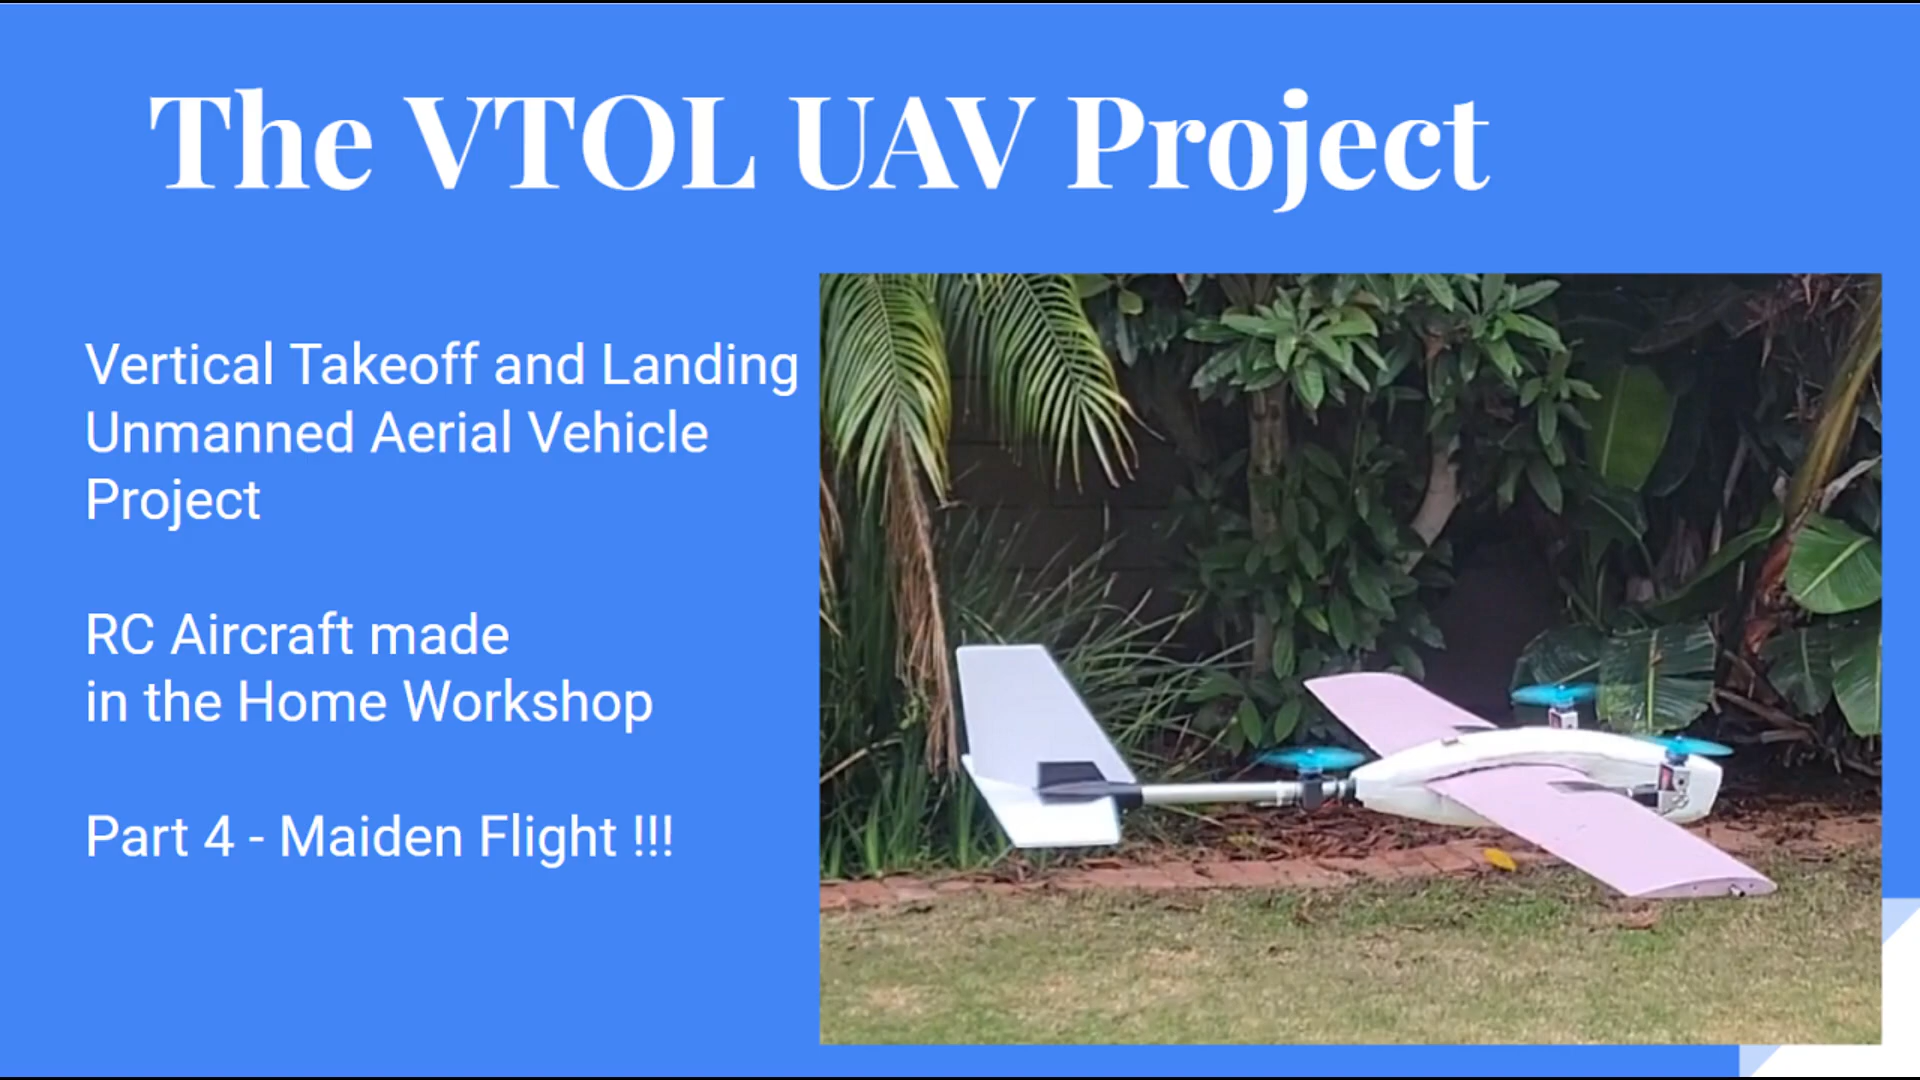 The VTOL UAV Project
Vertical Takeoff and Landing
Unmanned Aerial Vehicle
Project
RC Aircraft made
in the Home Workshop
Part 4 - Maiden Flight !!!